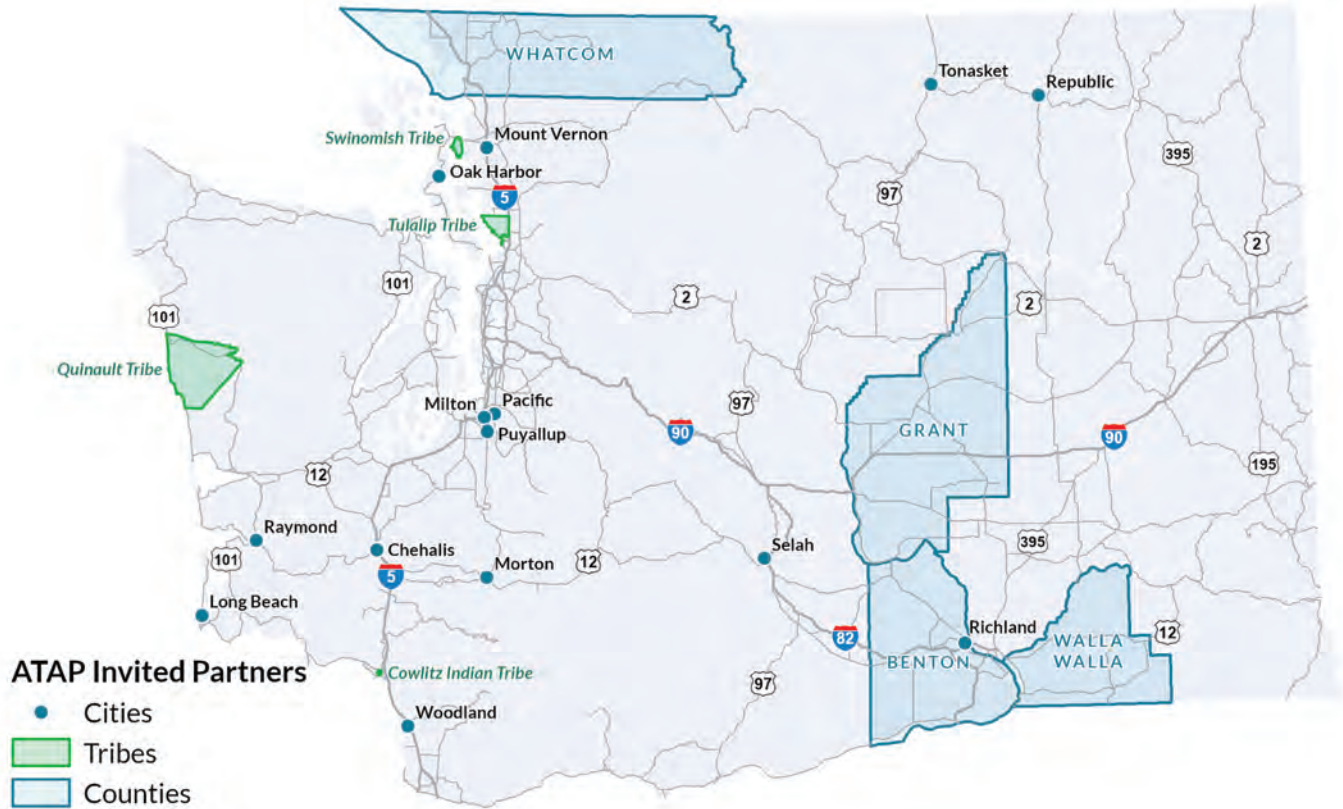 WHATCOM
Tonasket
Republic
Swinomish Tribe
Mount Vernon
395
Oak Harbor
97
5
Tulalip Tribe
2
101
2
2
101
Quinault Tribe
97
Milton
Pacific
Puyallup
90
GRANT
90
195
12
Raymond
Chehalis
395
Selah
101
5
Morton
12
Long Beach
82
Richland
12
WALLA
WALLA
BENTON
Cowlitz Indian Tribe
97
Woodland
ATAP Invited Partners
Cities
Tribes
Counties